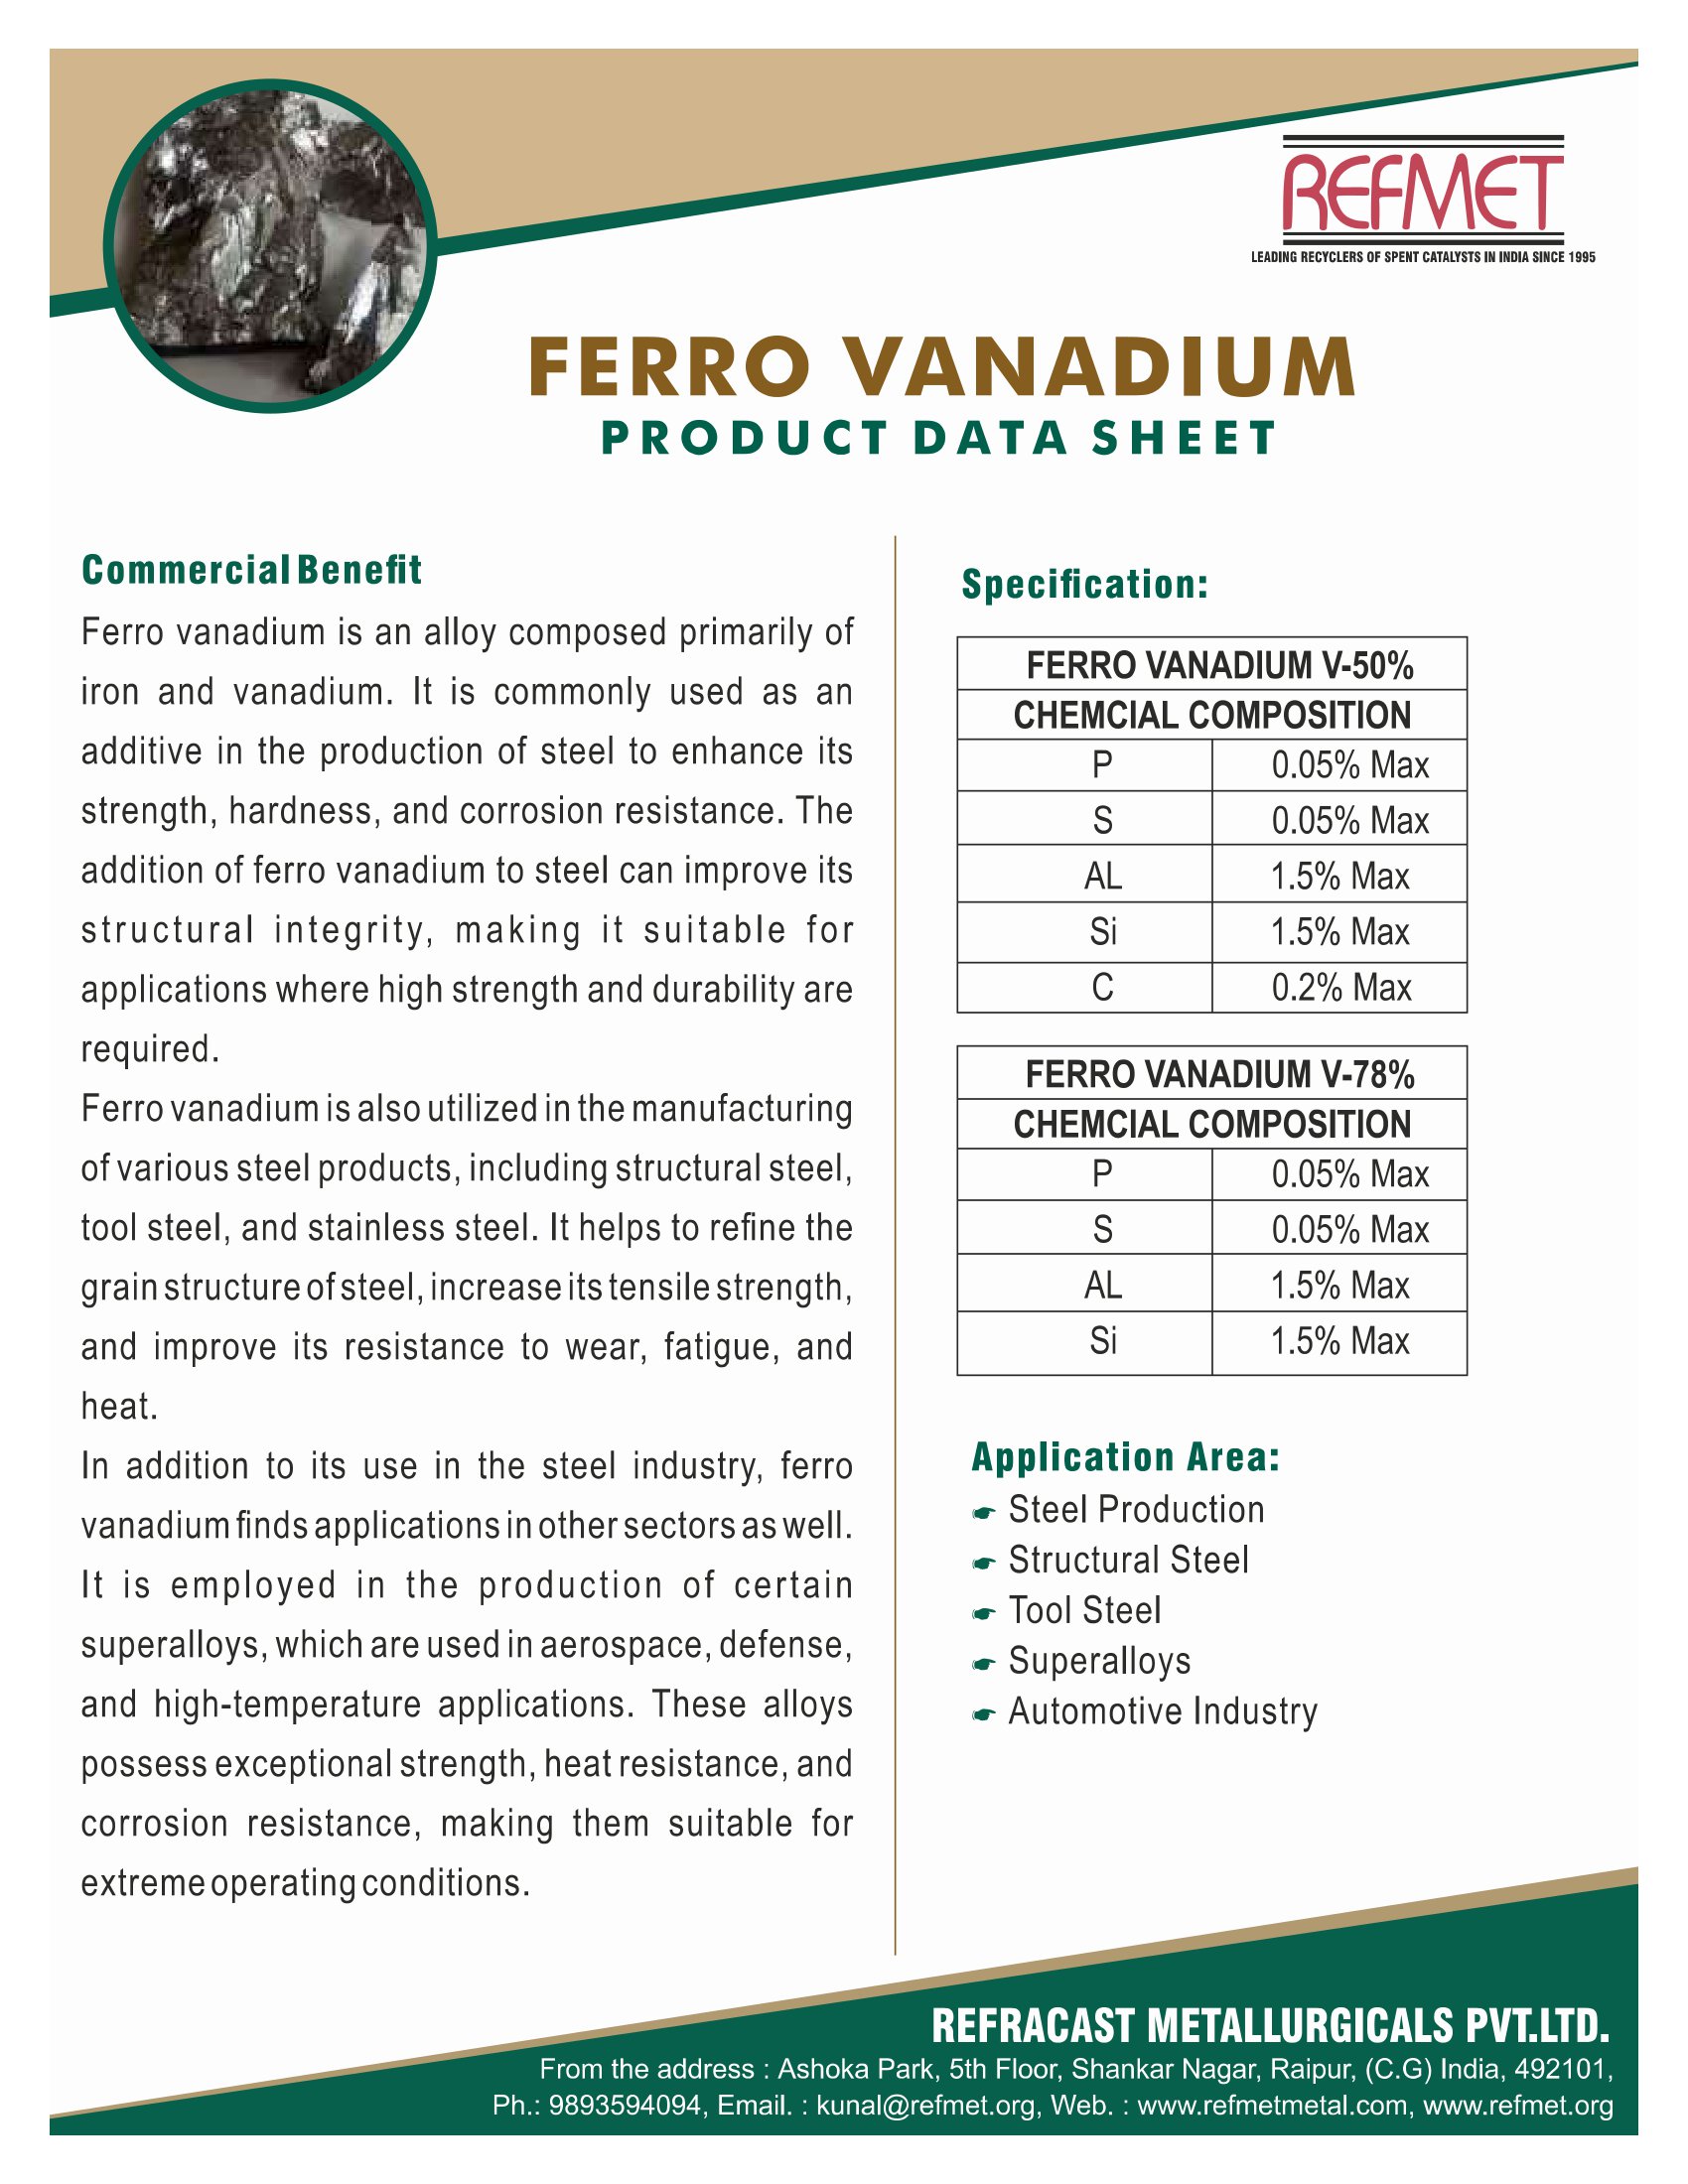 REFMET
LEADING RECYCLERS OF SPENT CATALYSTS IN INDIA SINCE 1995
FERRO VANADIUM
PRODUCT DATA SHEET
Commercial Benefit
Ferro vanadium is an alloy composed primarily of
iron and vanadium. It is commonly used as an
additive in the production of steel to enhance its
strength, hardness, and corrosion resistance. The
addition of ferro vanadium to steel can improve its
structural integrity, making it suitable for
applications where high strength and durability are
required.
Ferro vanadium is also utilized in the manufacturing
of various steel products, including structural steel,
tool steel, and stainless steel. It helps to refine the
grain structure of steel, increase its tensile strength,
and improve its resistance to wear, fatigue, and
heat.
In addition to its use in the steel industry, ferro
vanadium finds applications in other sectors as well.
It is employed in the production of certain
superalloys, which are used in aerospace, defense,
and high-temperature applications. These alloys
possess exceptional strength, heat resistance, and
corrosion resistance, making them suitable for
extreme operating conditions.
Specification:
FERRO VANADIUM V-50%
CHEMCIAL COMPOSITION
P 0.05% Max
S 0.05% Max
AL 1.5% Max
Si 1.5% Max
C 0.2% Max
FERRO VANADIUM V-78%
CHEMCIAL COMPOSITION
P 0.05% Max
S 0.05% Max
AL 1.5% Max
Si 1.5% Max
Application Area:
Steel Production
Structural Steel
Tool Steel
Superalloys
Automotive Industry
REFRACAST METALLURGICALS PVT.LTD.
From the address : Ashoka Park, 5th Floor, Shankar Nagar, Raipur, (C.G) India, 492101,
Ph.: 9893594094, Email. : kunal@refmet.org, Web. : www.refmetmetal.com, www.refmet.org